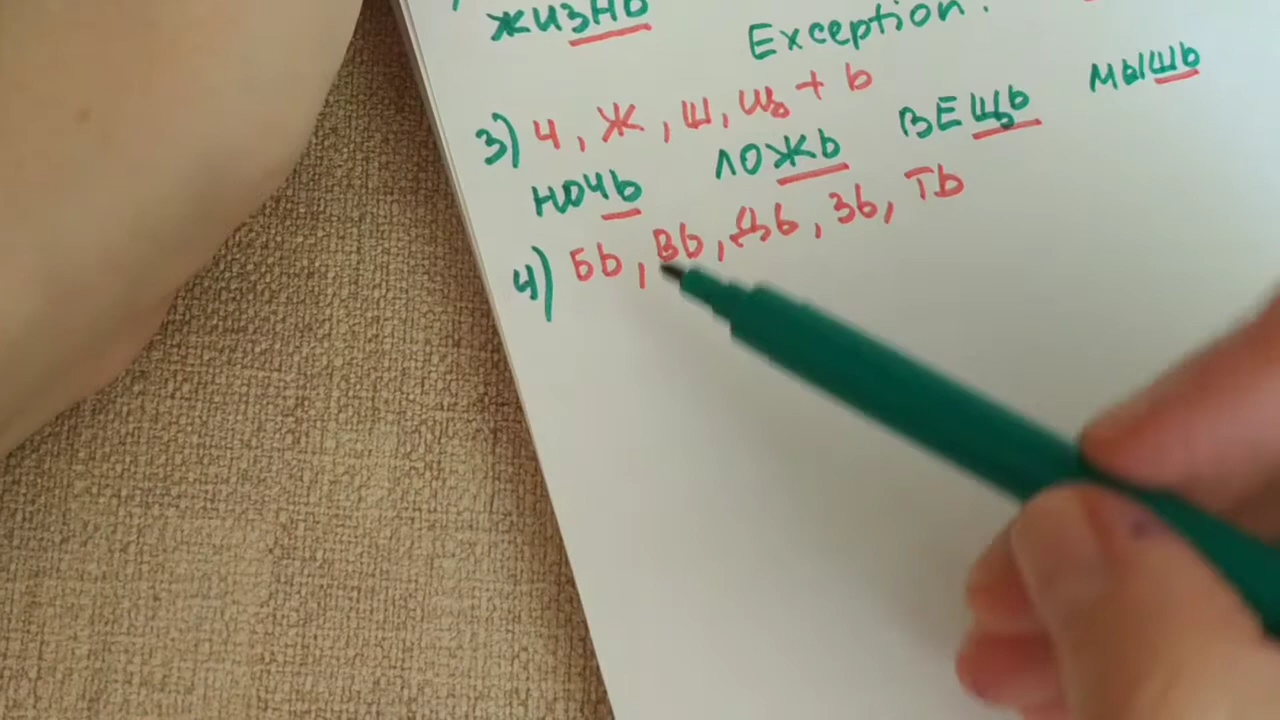 жизнь
Exception:
3) Ч, Ж, Ш, Щ + Ь
НОЧЬ ЛОЖЬ ВЕЩЬ МЫШЬ
4) БЬ, ВЬ, ДЬ, ЗЬ, ТЬ